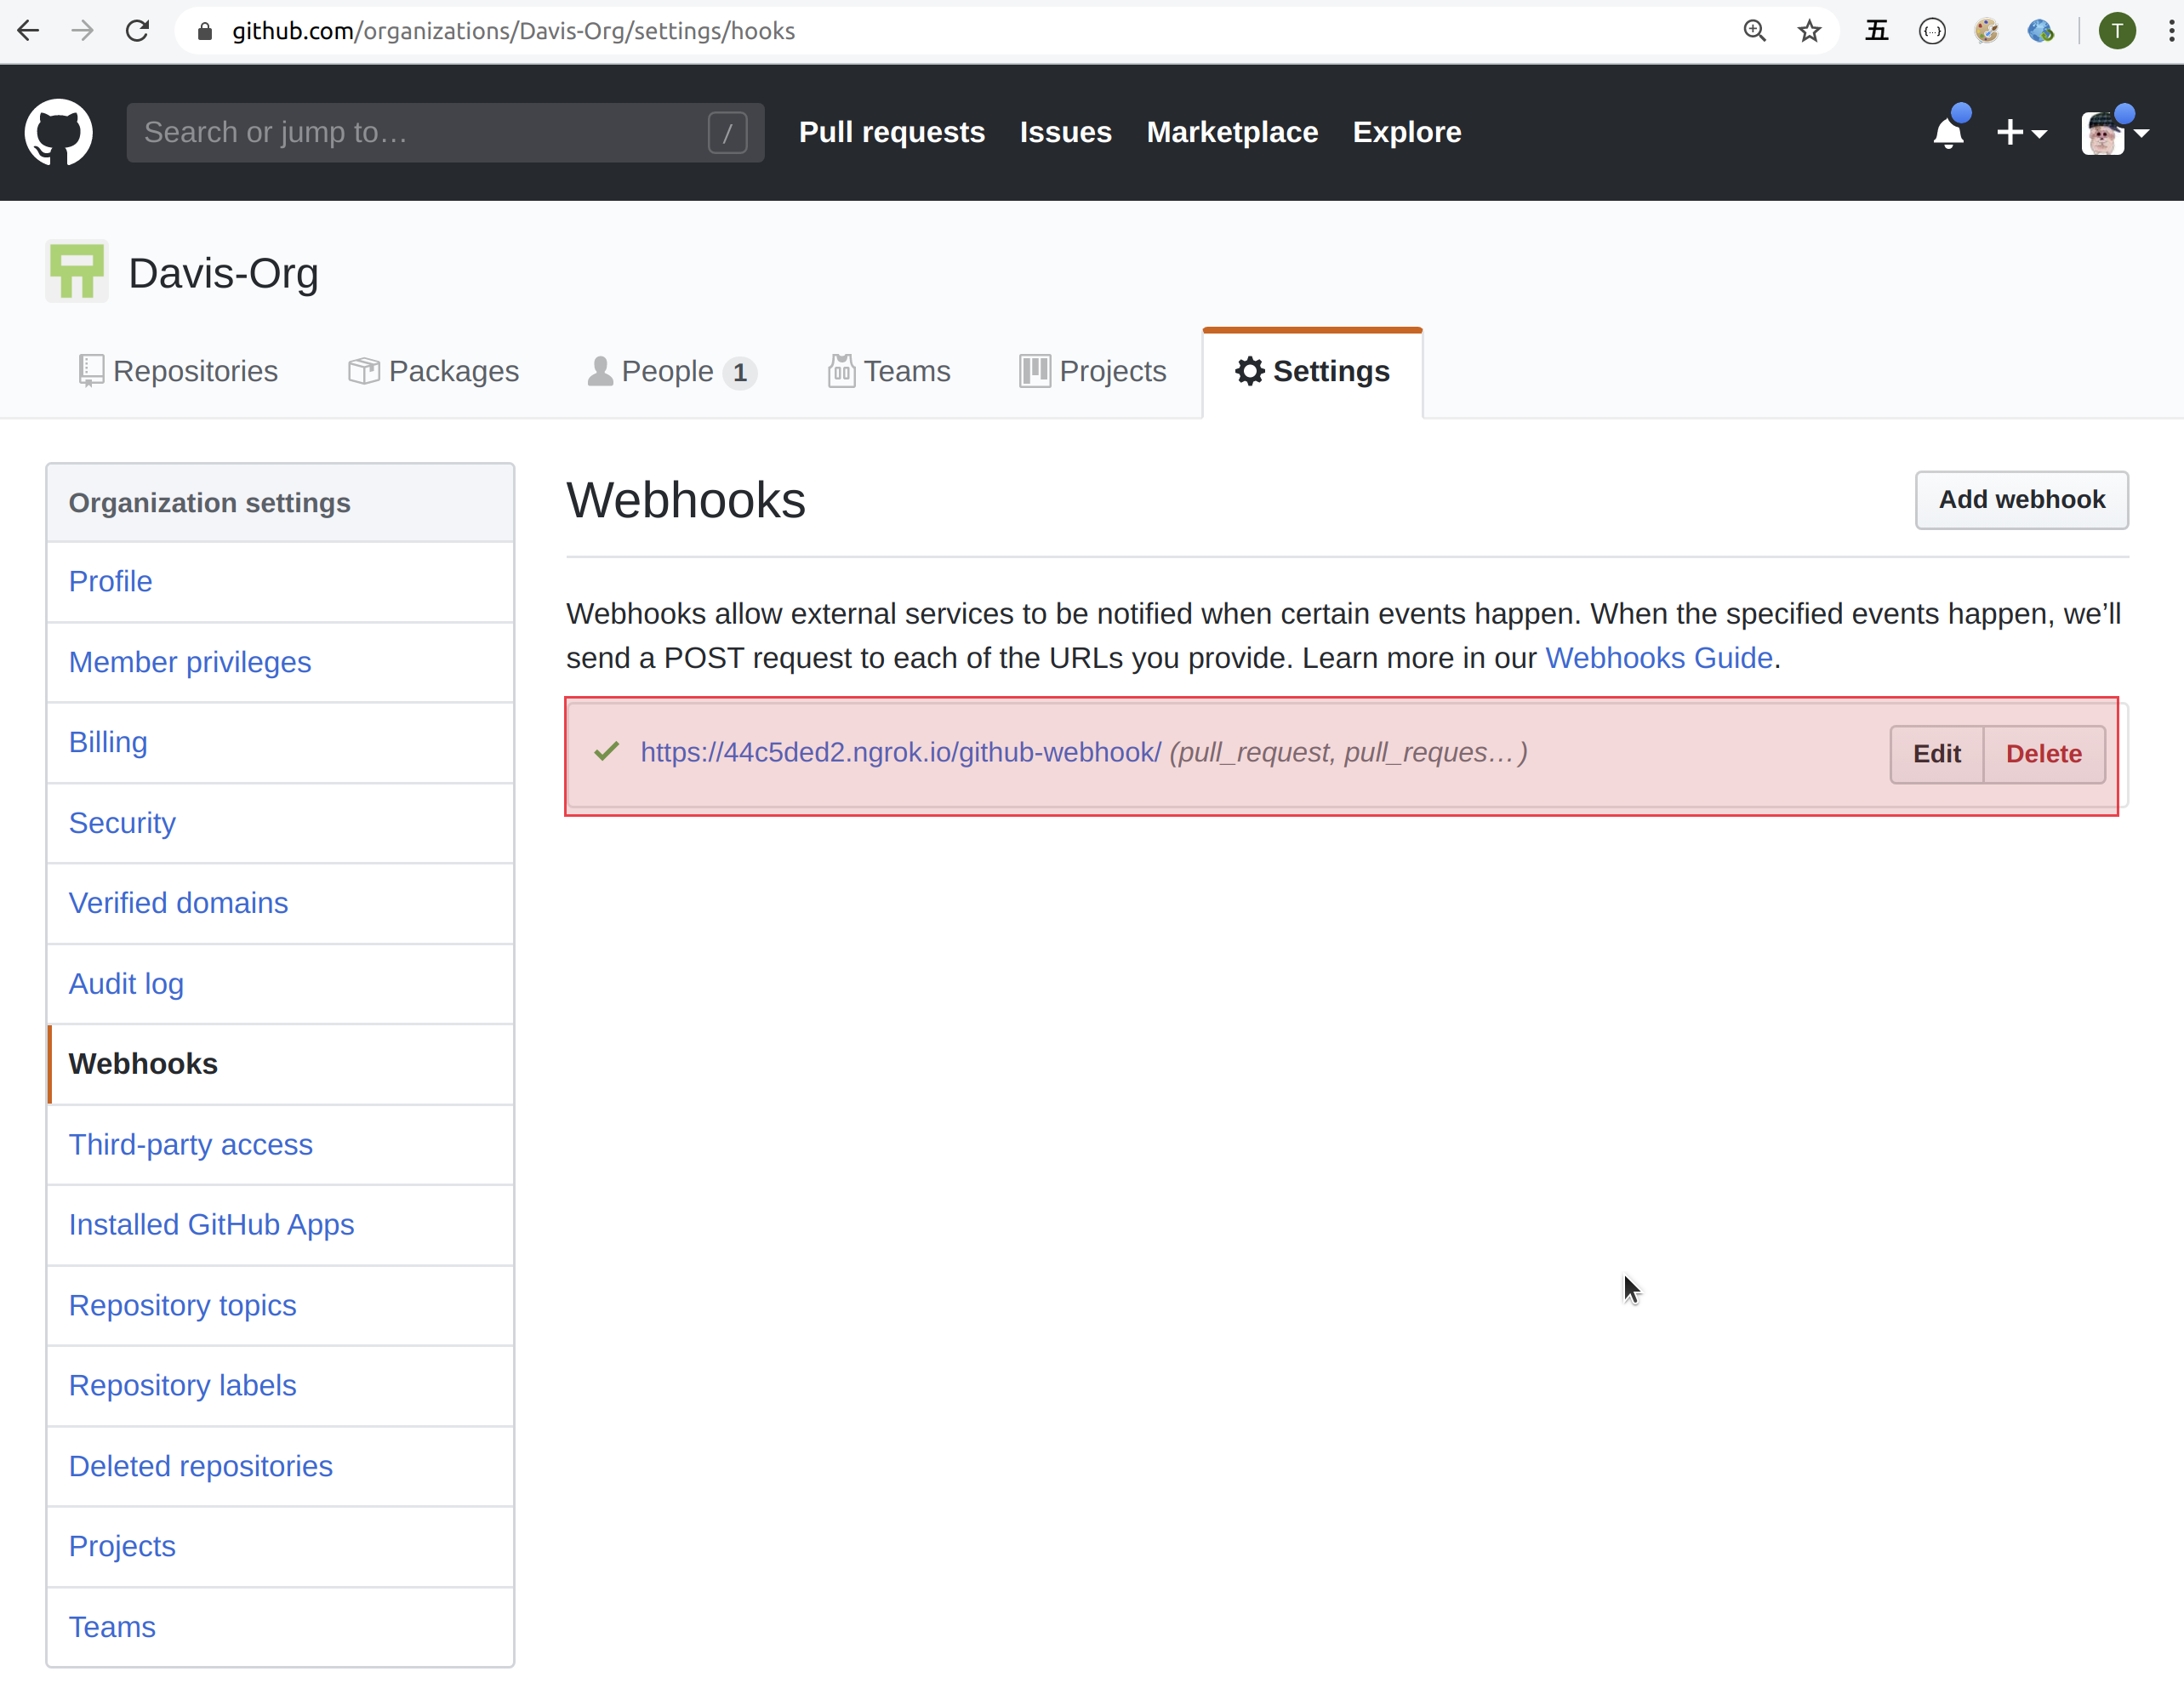 github.com/organizations/Davis-Org/settings/hooks
五
{...}
T
Search or jump to…
/
Pull requests
Issues
Marketplace
Explore
Davis-Org
Repositories
Packages
People 1
Teams
Projects
Settings
Organization settings
Profile
Member privileges
Billing
Security
Verified domains
Audit log
Webhooks
Third-party access
Installed GitHub Apps
Repository topics
Repository labels
Deleted repositories
Projects
Teams
Webhooks
Add webhook
Webhooks allow external services to be notified when certain events happen. When the specified events happen, we’ll
send a POST request to each of the URLs you provide. Learn more in our Webhooks Guide.
https://44c5ded2.ngrok.io/github-webhook/ (pull_request, pull_reques…)
Edit
Delete